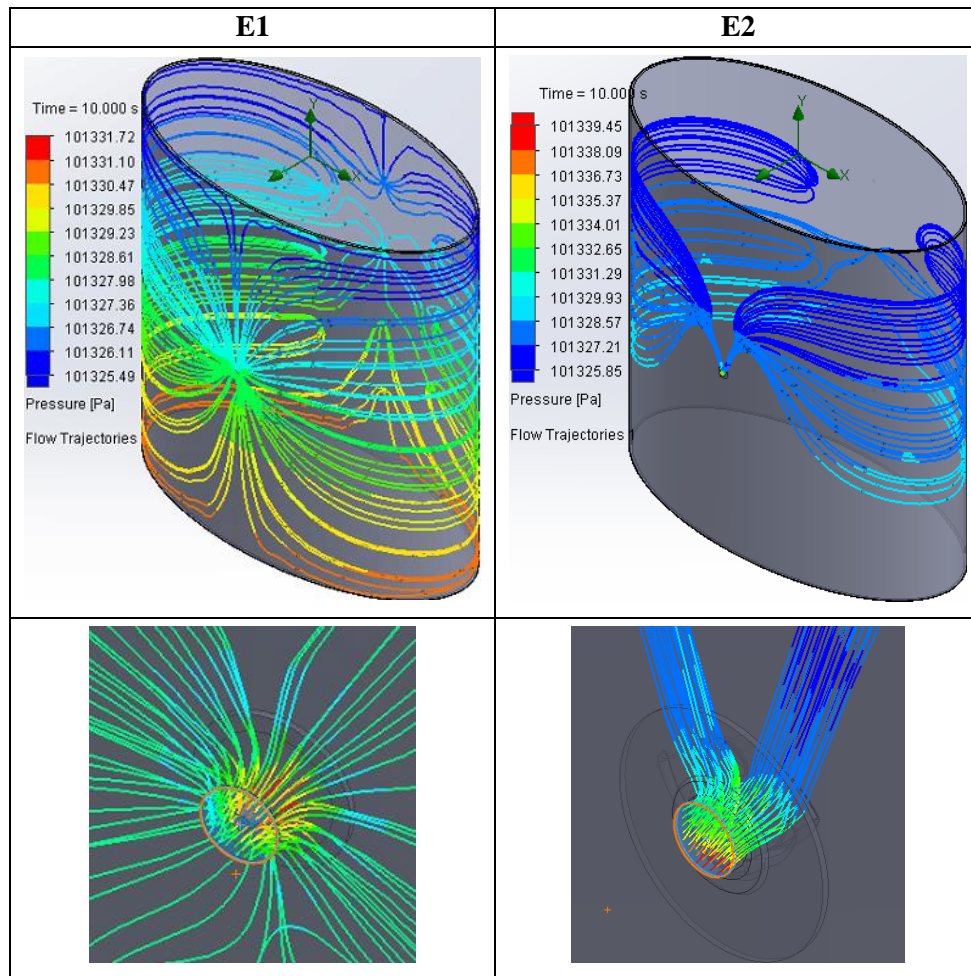 E1
E2
Time = 10.000 s
101331.72
101331.10
101330.47
101329.85
101329.23
101328.61
101327.98
101327.36
101326.74
101326.11
101325.49
Pressure [Pa]
Flow Trajectories
Y
X
Time = 10.000 s
101339.45
101338.09
101336.73
101335.37
101334.01
101332.65
101331.29
101329.93
101328.57
101327.21
101325.85
Pressure [Pa]
Flow Trajectories 1
Y
X